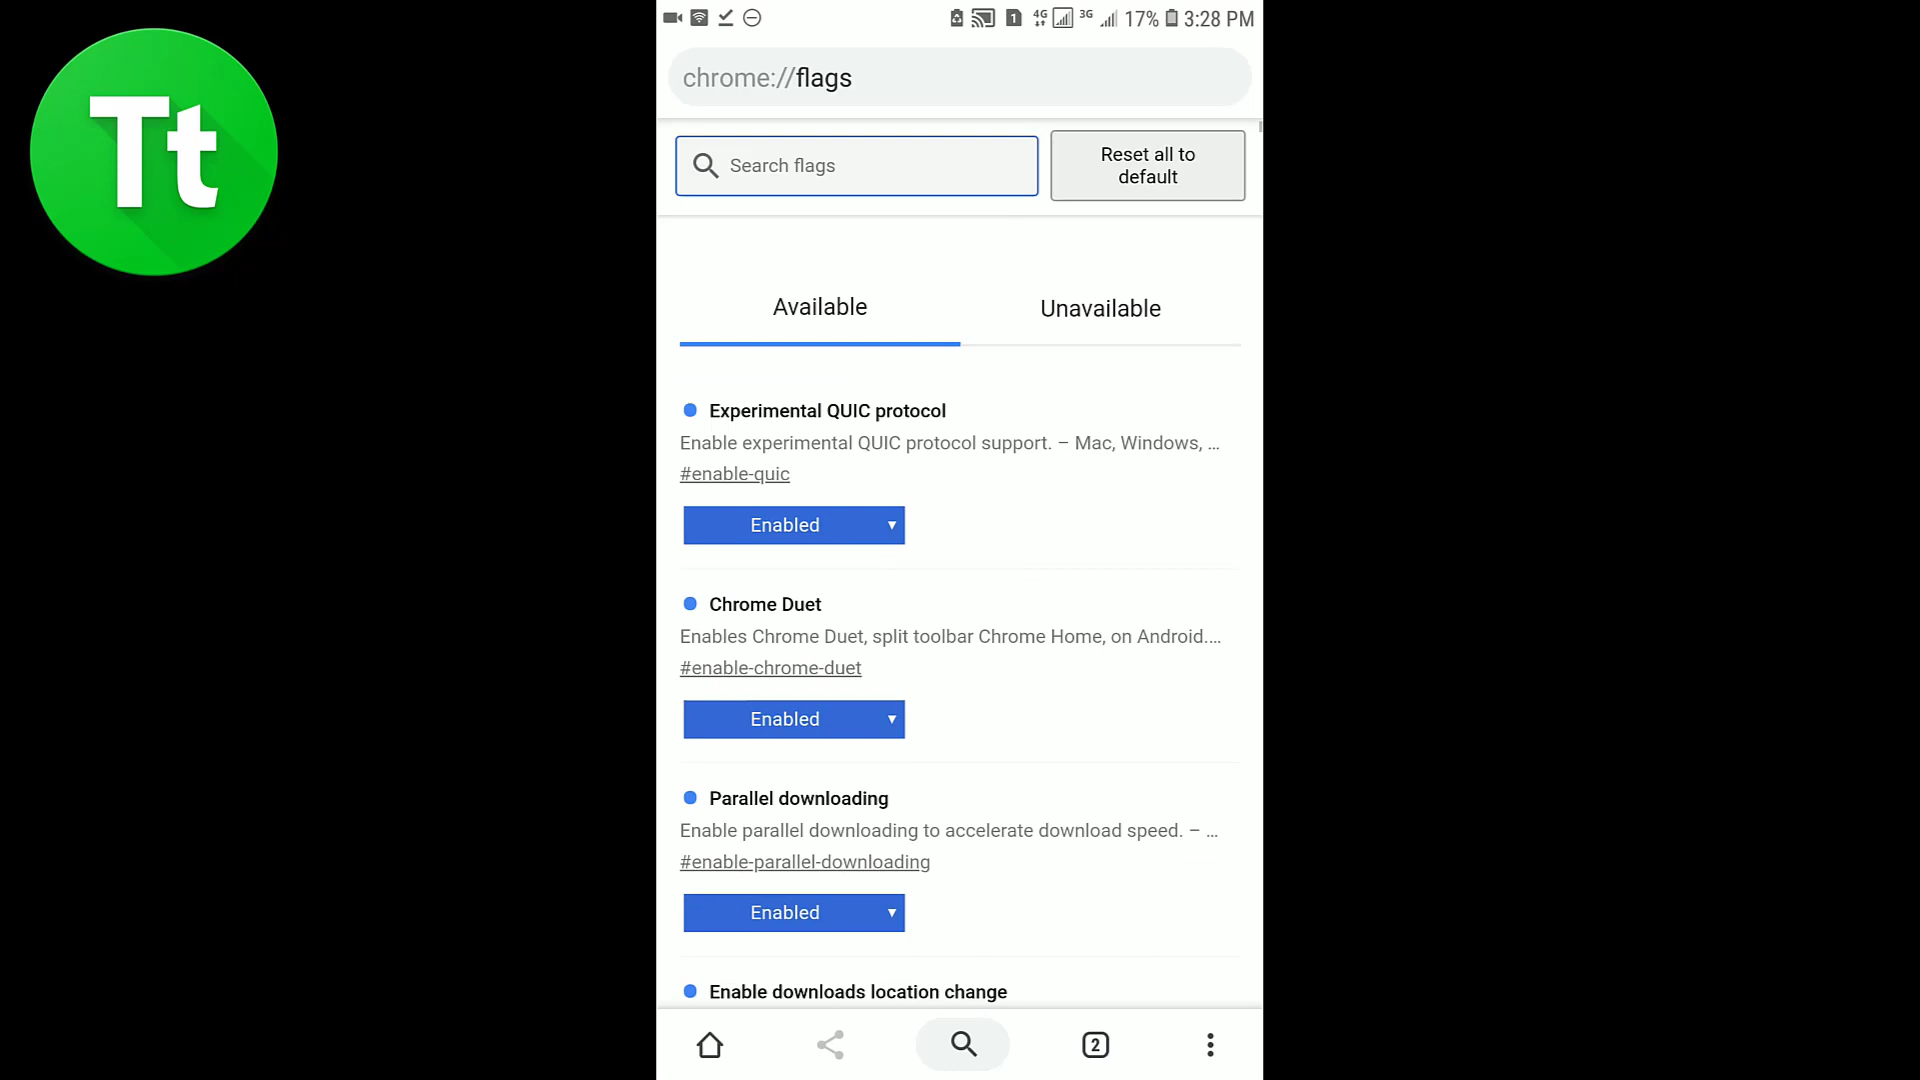 Tt
1 4G 3G 17% 3:28 PM
chrome://flags
Search flags
Reset all to
default
Available
Unavailable
Experimental QUIC protocol
Enable experimental QUIC protocol support. – Mac, Windows, ...
#enable-quic
Enabled
Chrome Duet
Enables Chrome Duet, split toolbar Chrome Home, on Android....
#enable-chrome-duet
Enabled
Parallel downloading
Enable parallel downloading to accelerate download speed. – ...
#enable-parallel-downloading
Enabled
Enable downloads location change
2